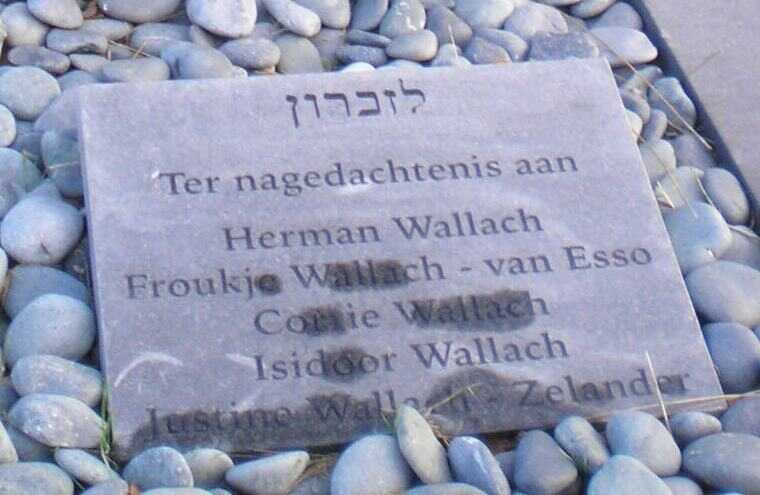 לזכרון
Ter nagedachtenis aan
Herman Wallach
Froukje Wallach - van Esso
Corrie Wallach
Isidoor Wallach
Justine Wallach - Zelander